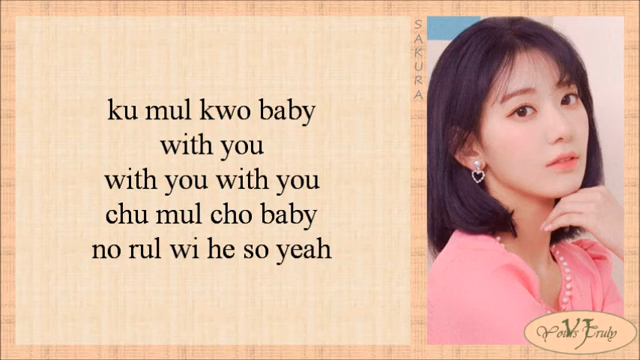 ku mul kwo baby
with you
with you with you
chu mul cho baby
no rul wi he so yeah
SAKURA
Yours Truly
VT